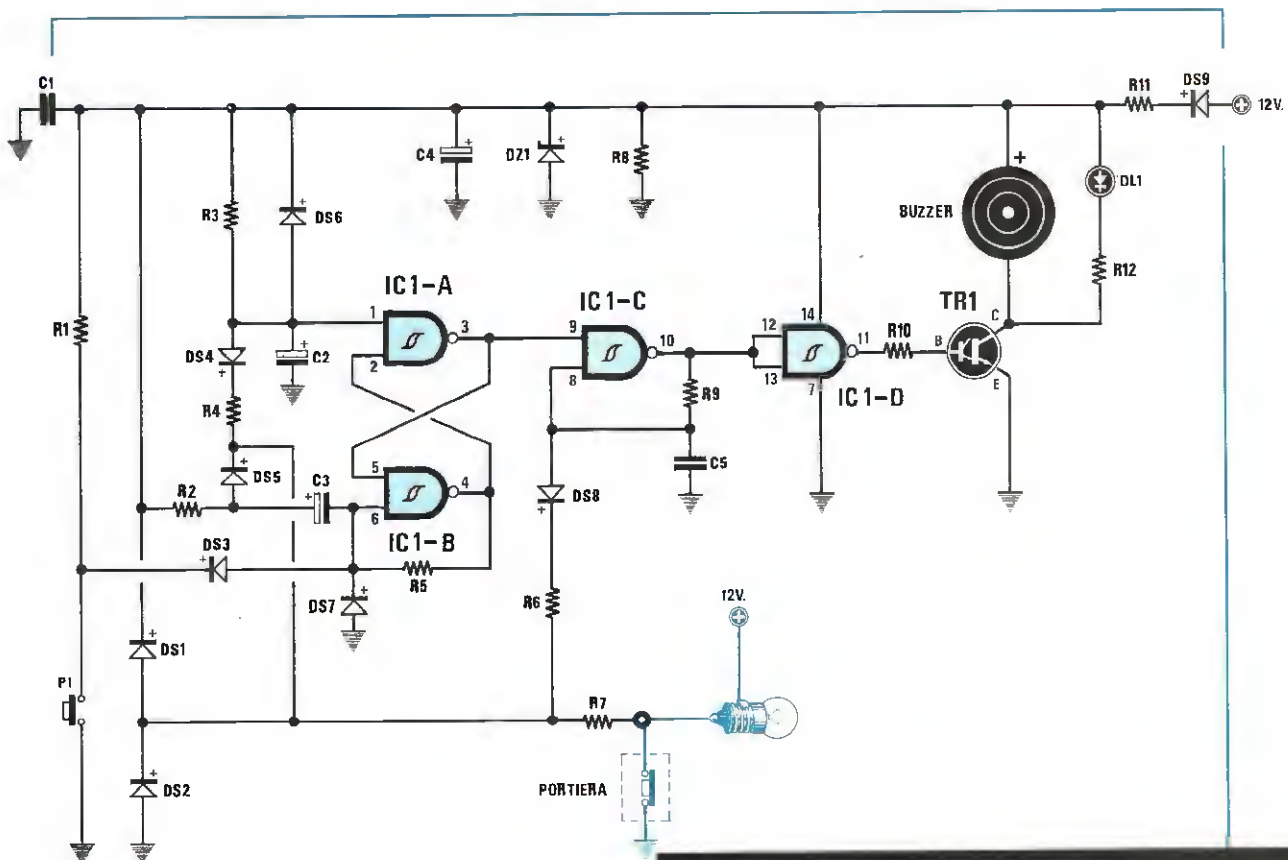 C1
R11
DS9
12V.
C4
DZ1
R8
R3
DS6
BUZZER
+
DL1
R12
R1
IC1-A
IC1-C
TR1
1
3
2
9
10
8
12
14
13
11
7
R10
B
C
E
IC1-D
DS4
C2
R4
R9
C5
DS5
C3
5
4
6
R2
IC1-B
DS8
DS3
R5
DS7
R6
12V.
P1
DS1
R7
DS2
PORTIERA